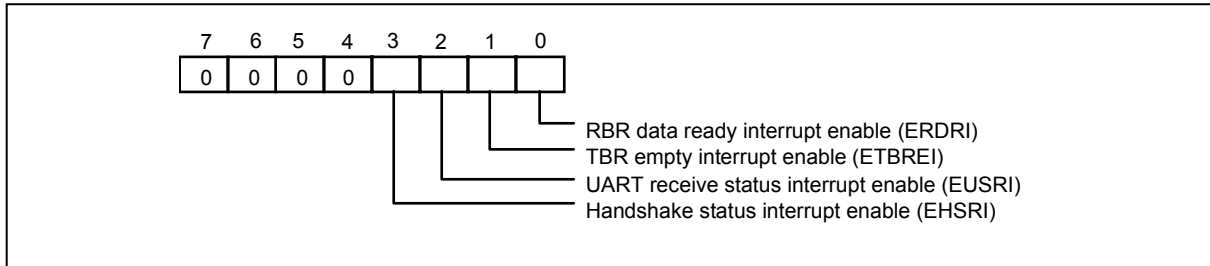 7 6 5 4 3 2 1 0
0 0 0 0
RBR data ready interrupt enable (ERDRI)
TBR empty interrupt enable (ETBREI)
UART receive status interrupt enable (EUSRI)
Handshake status interrupt enable (EHSRI)